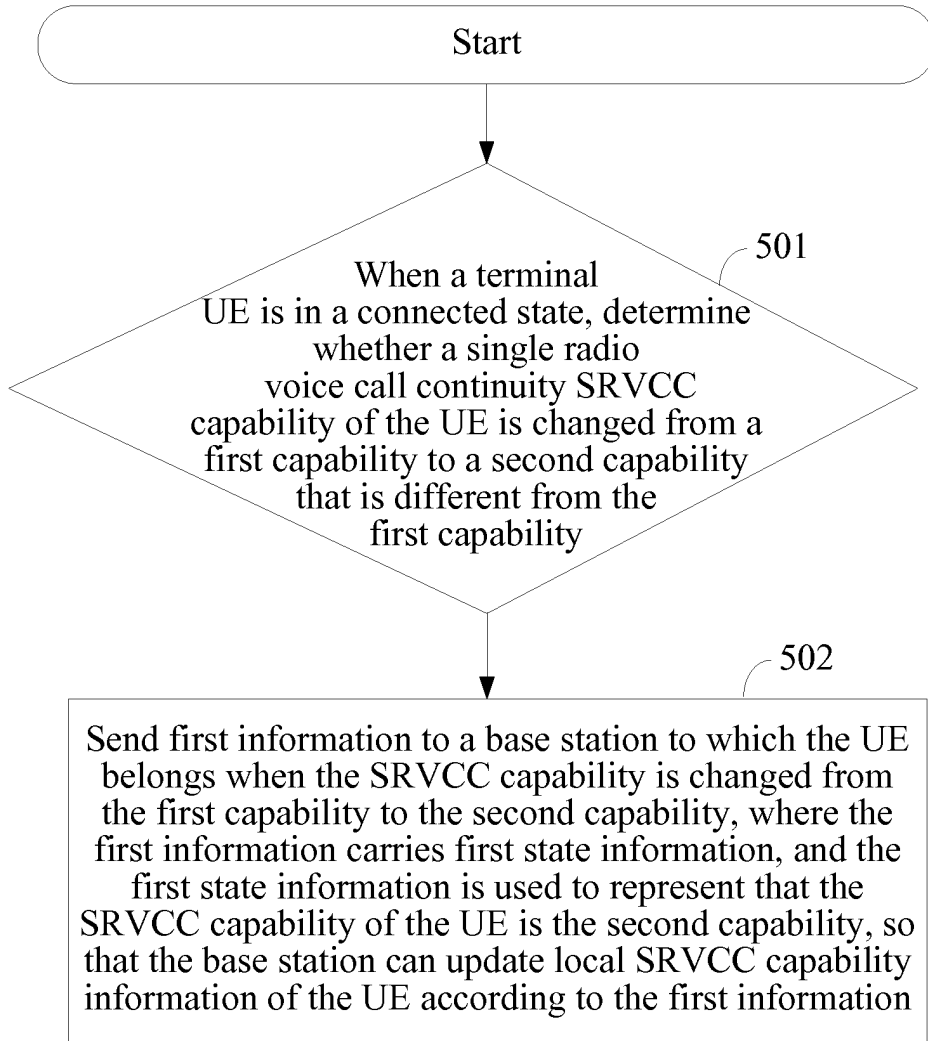 Start
501
When a terminal
UE is in a connected state, determine
whether a single radio
voice call continuity SRVCC
capability of the UE is changed from a
first capability to a second capability
that is different from the
first capability
502
Send first information to a base station to which the UE
belongs when the SRVCC capability is changed from
the first capability to the second capability, where the
first information carries first state information, and the
first state information is used to represent that the
SRVCC capability of the UE is the second capability, so
that the base station can update local SRVCC capability
information of the UE according to the first information